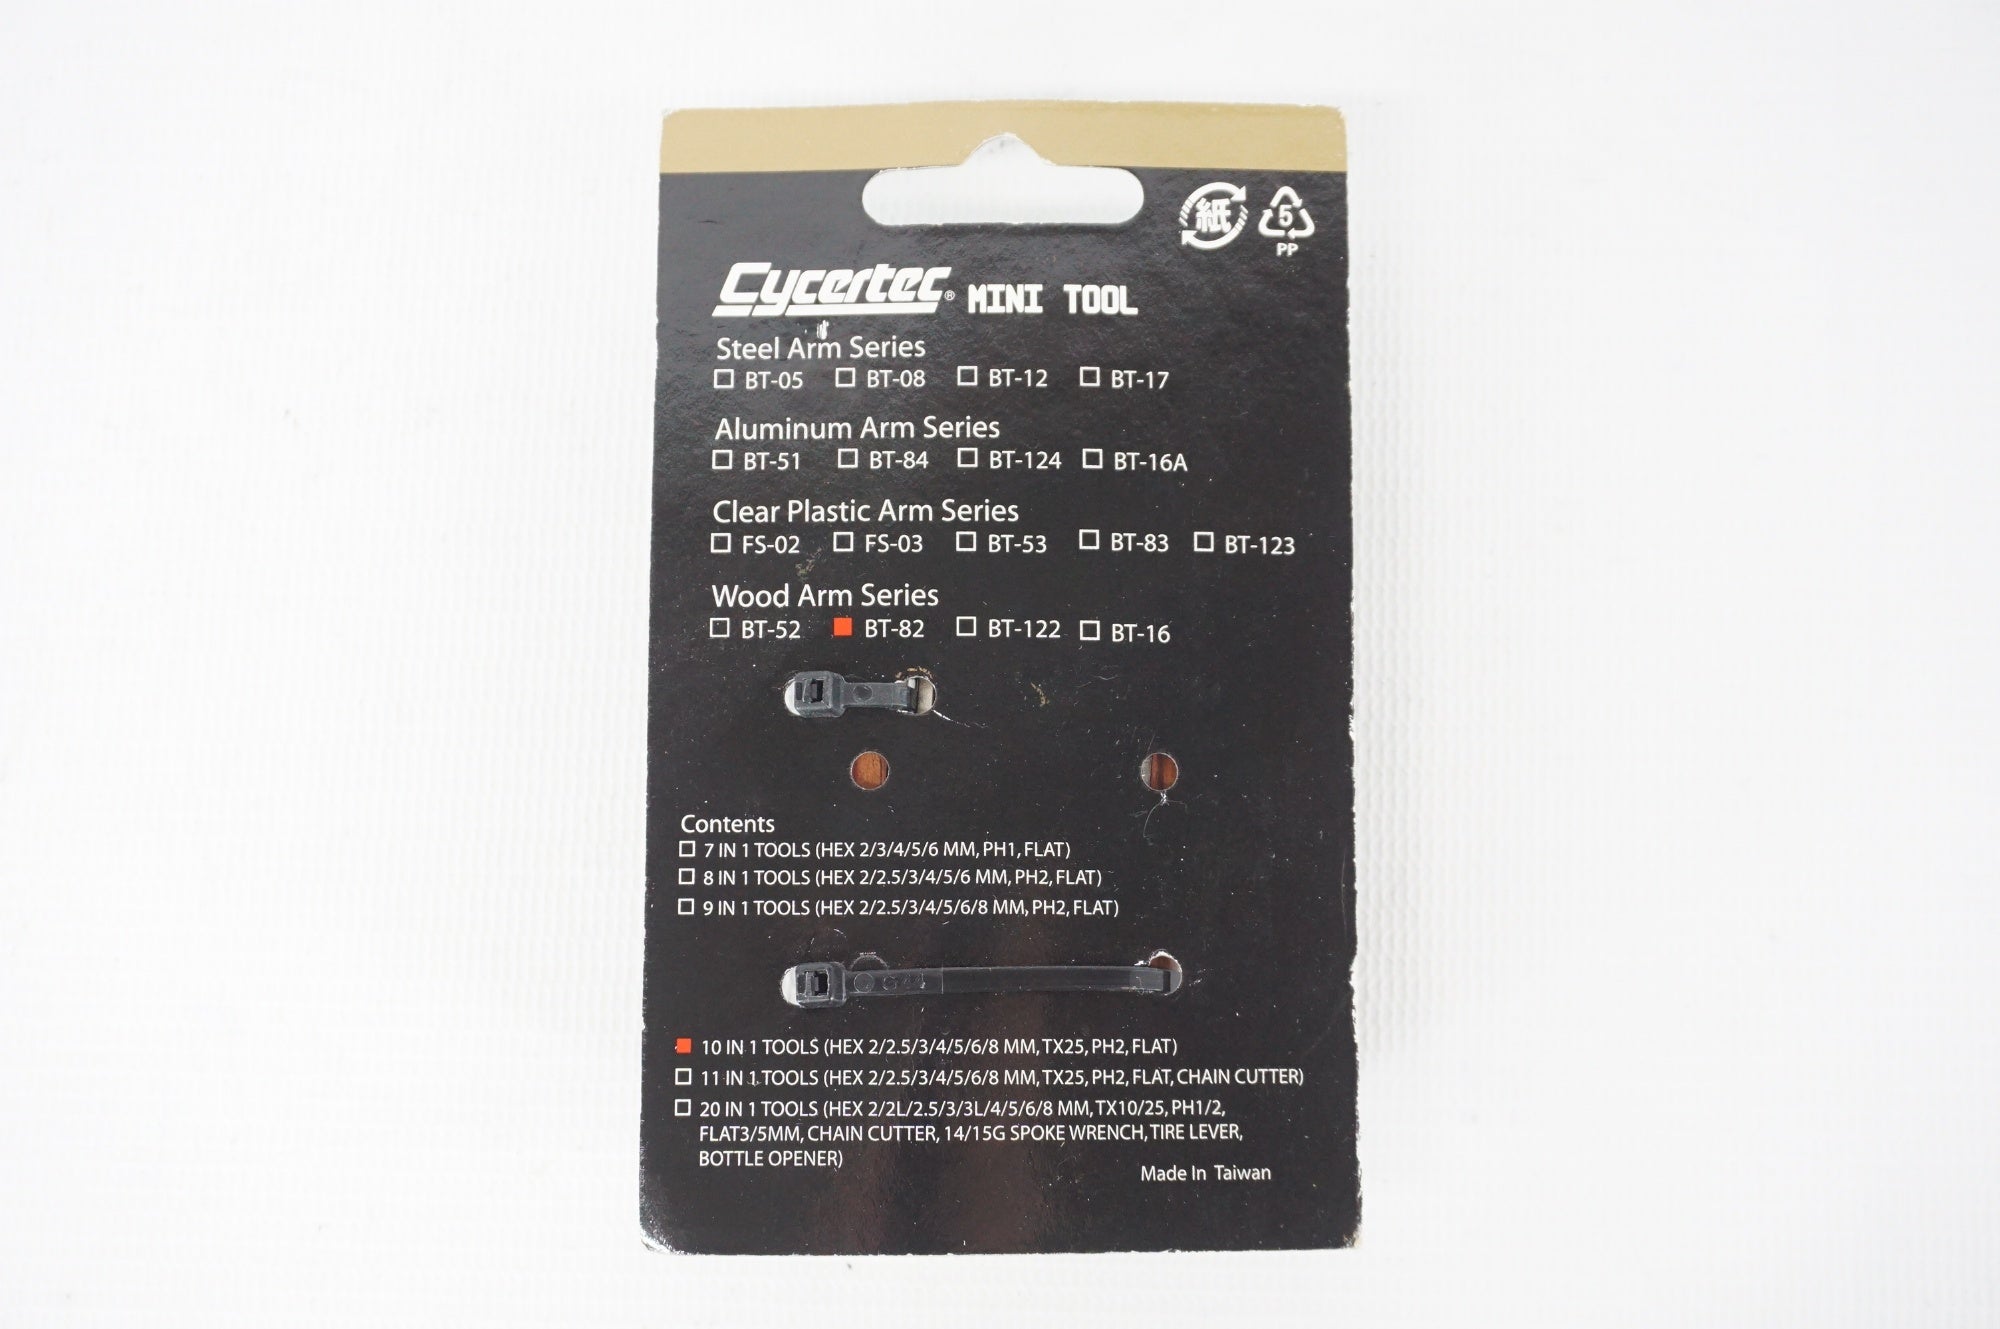 紙
5
PP
Cycertec® MINI TOOL
Steel Arm Series
BT-05 BT-08 BT-12 BT-17
Aluminum Arm Series
BT-51 BT-84 BT-124 BT-16A
Clear Plastic Arm Series
FS-02 FS-03 BT-53 BT-83 BT-123
Wood Arm Series
BT-52 BT-82 BT-122 BT-16
Contents
7 IN 1 TOOLS (HEX 2/3/4/5/6 MM, PH1, FLAT)
8 IN 1 TOOLS (HEX 2/2.5/3/4/5/6 MM, PH2, FLAT)
9 IN 1 TOOLS (HEX 2/2.5/3/4/5/6/8 MM, PH2, FLAT)
10 IN 1 TOOLS (HEX 2/2.5/3/4/5/6/8 MM, TX25, PH2, FLAT)
11 IN 1 TOOLS (HEX 2/2.5/3/4/5/6/8 MM, TX25, PH2, FLAT, CHAIN CUTTER)
20 IN 1 TOOLS (HEX 2/2L/2.5/3/3L/4/5/6/8 MM, TX10/25, PH1/2,
FLAT3/5MM, CHAIN CUTTER, 14/15G SPOKE WRENCH, TIRE LEVER,
BOTTLE OPENER)
Made In Taiwan